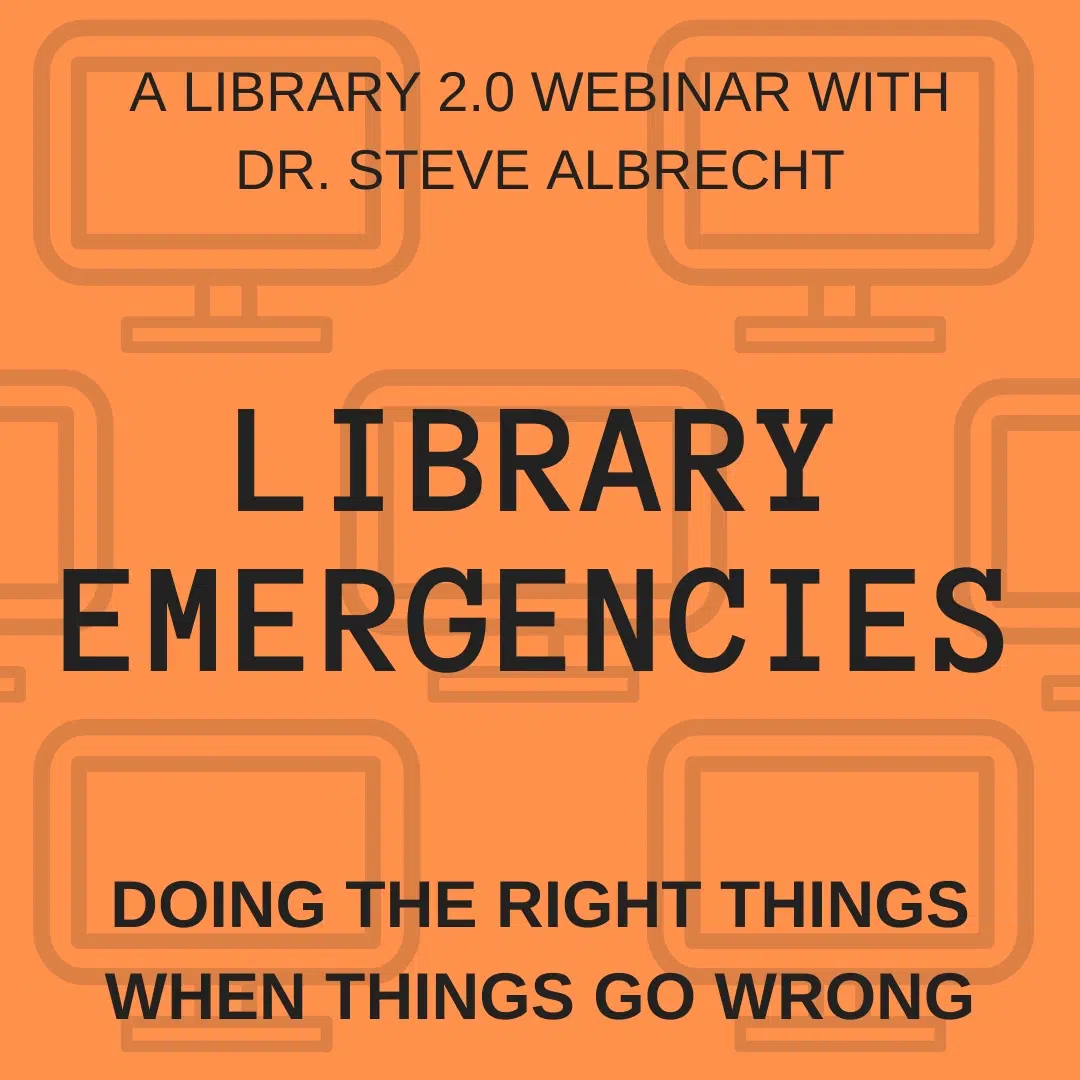 A LIBRARY 2.0 WEBINAR WITH
DR. STEVE ALBRECHT
LIBRARY
EMERGENCIES
DOING THE RIGHT THINGS
WHEN THINGS GO WRONG